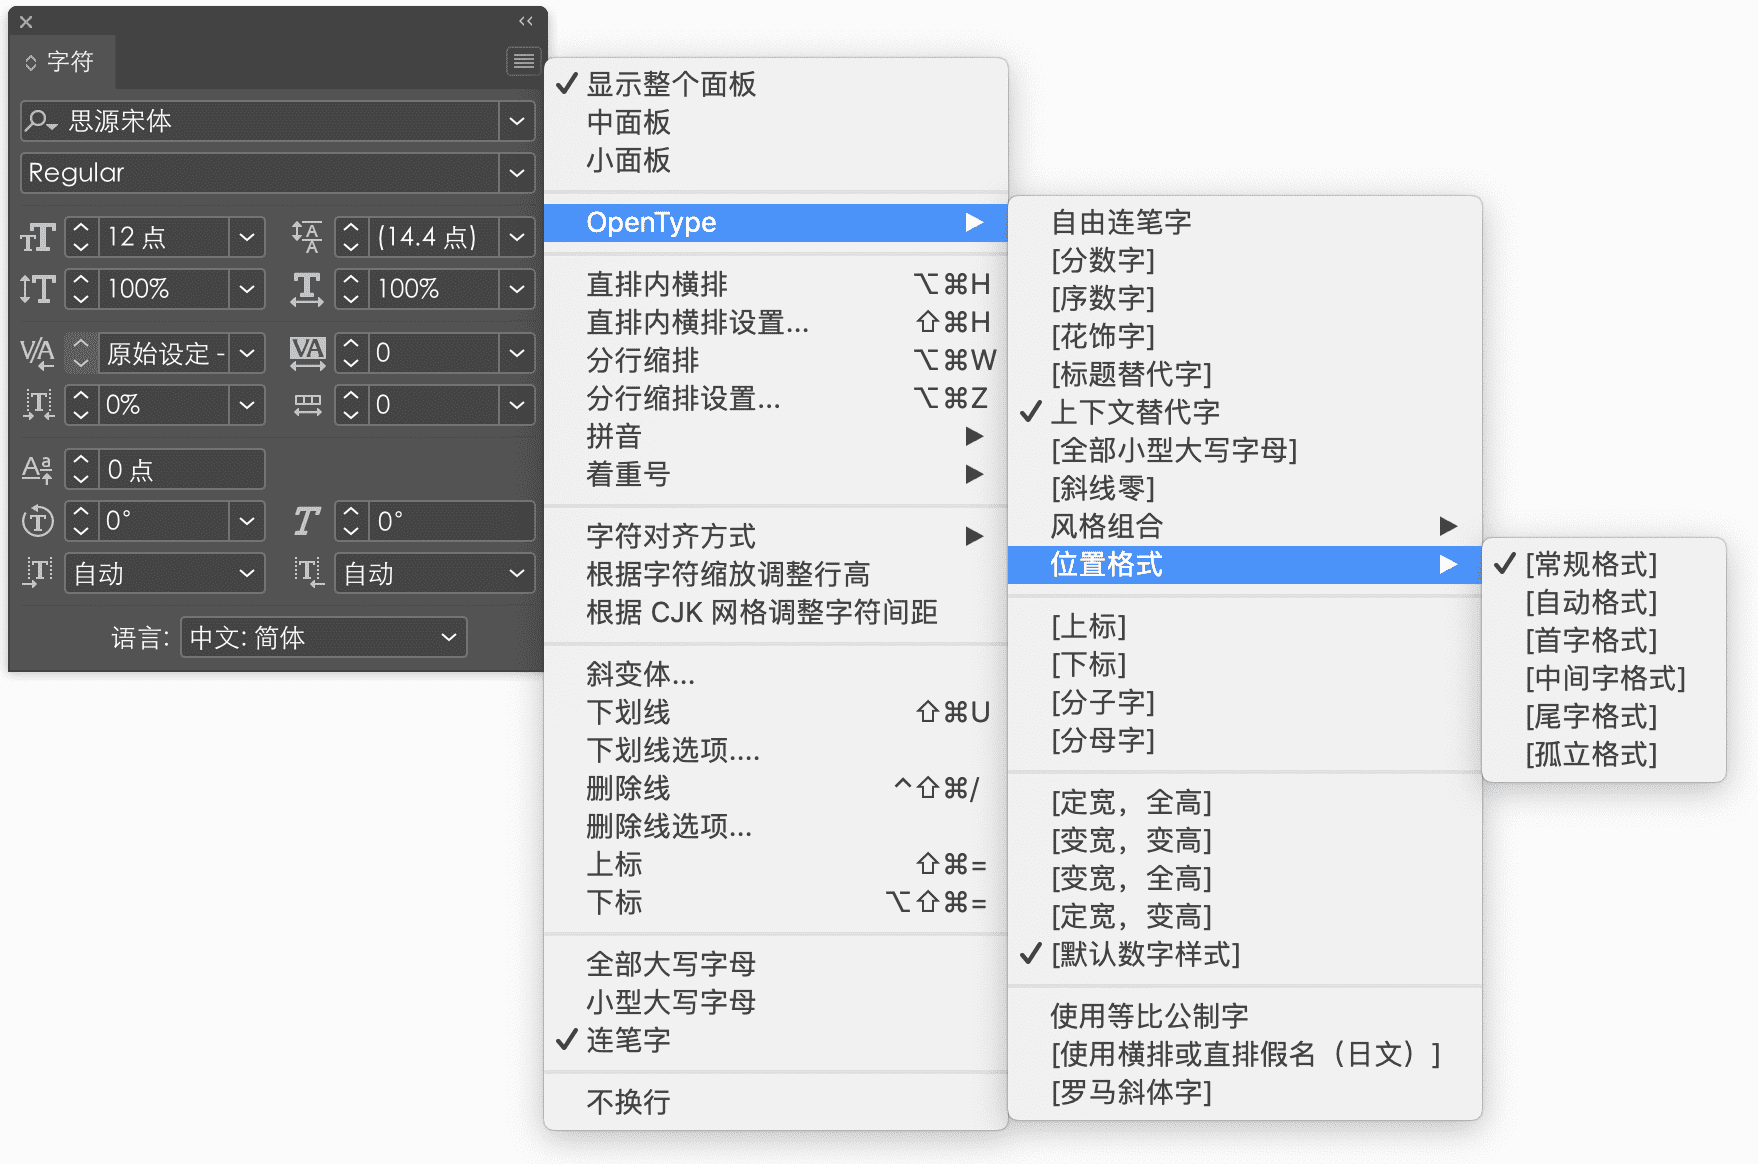 字符
思源宋体
Regular
12 点
(14.4 点)
100%
100%
原始设定 -
0
0%
0
0 点
0°
0°
自动
自动
语言:
中文: 简体
✓ 显示整个面板
中面板
小面板
OpenType
直排内横排 ⌥⌘H
直排内横排设置... ⇧⌘H
分行缩排 ⌥⌘W
分行缩排设置... ⌥⌘Z
拼音
着重号
字符对齐方式
根据字符缩放调整行高
根据 CJK 网格调整字符间距
斜变体...
下划线 ⇧⌘U
下划线选项....
删除线 ^⇧⌘/
删除线选项...
上标 ⇧⌘=
下标 ⌥⇧⌘=
全部大写字母
小型大写字母
✓ 连笔字
不换行
自由连笔字
[分数字]
[序数字]
[花饰字]
[标题替代字]
✓ 上下文替代字
[全部小型大写字母]
[斜线零]
风格组合
位置格式
[上标]
[下标]
[分子字]
[分母字]
[定宽，全高]
[变宽，变高]
[变宽，全高]
[定宽，变高]
✓ [默认数字样式]
使用等比公制字
[使用横排或直排假名（日文）]
[罗马斜体字]
✓ [常规格式]
[自动格式]
[首字格式]
[中间字格式]
[尾字格式]
[孤立格式]